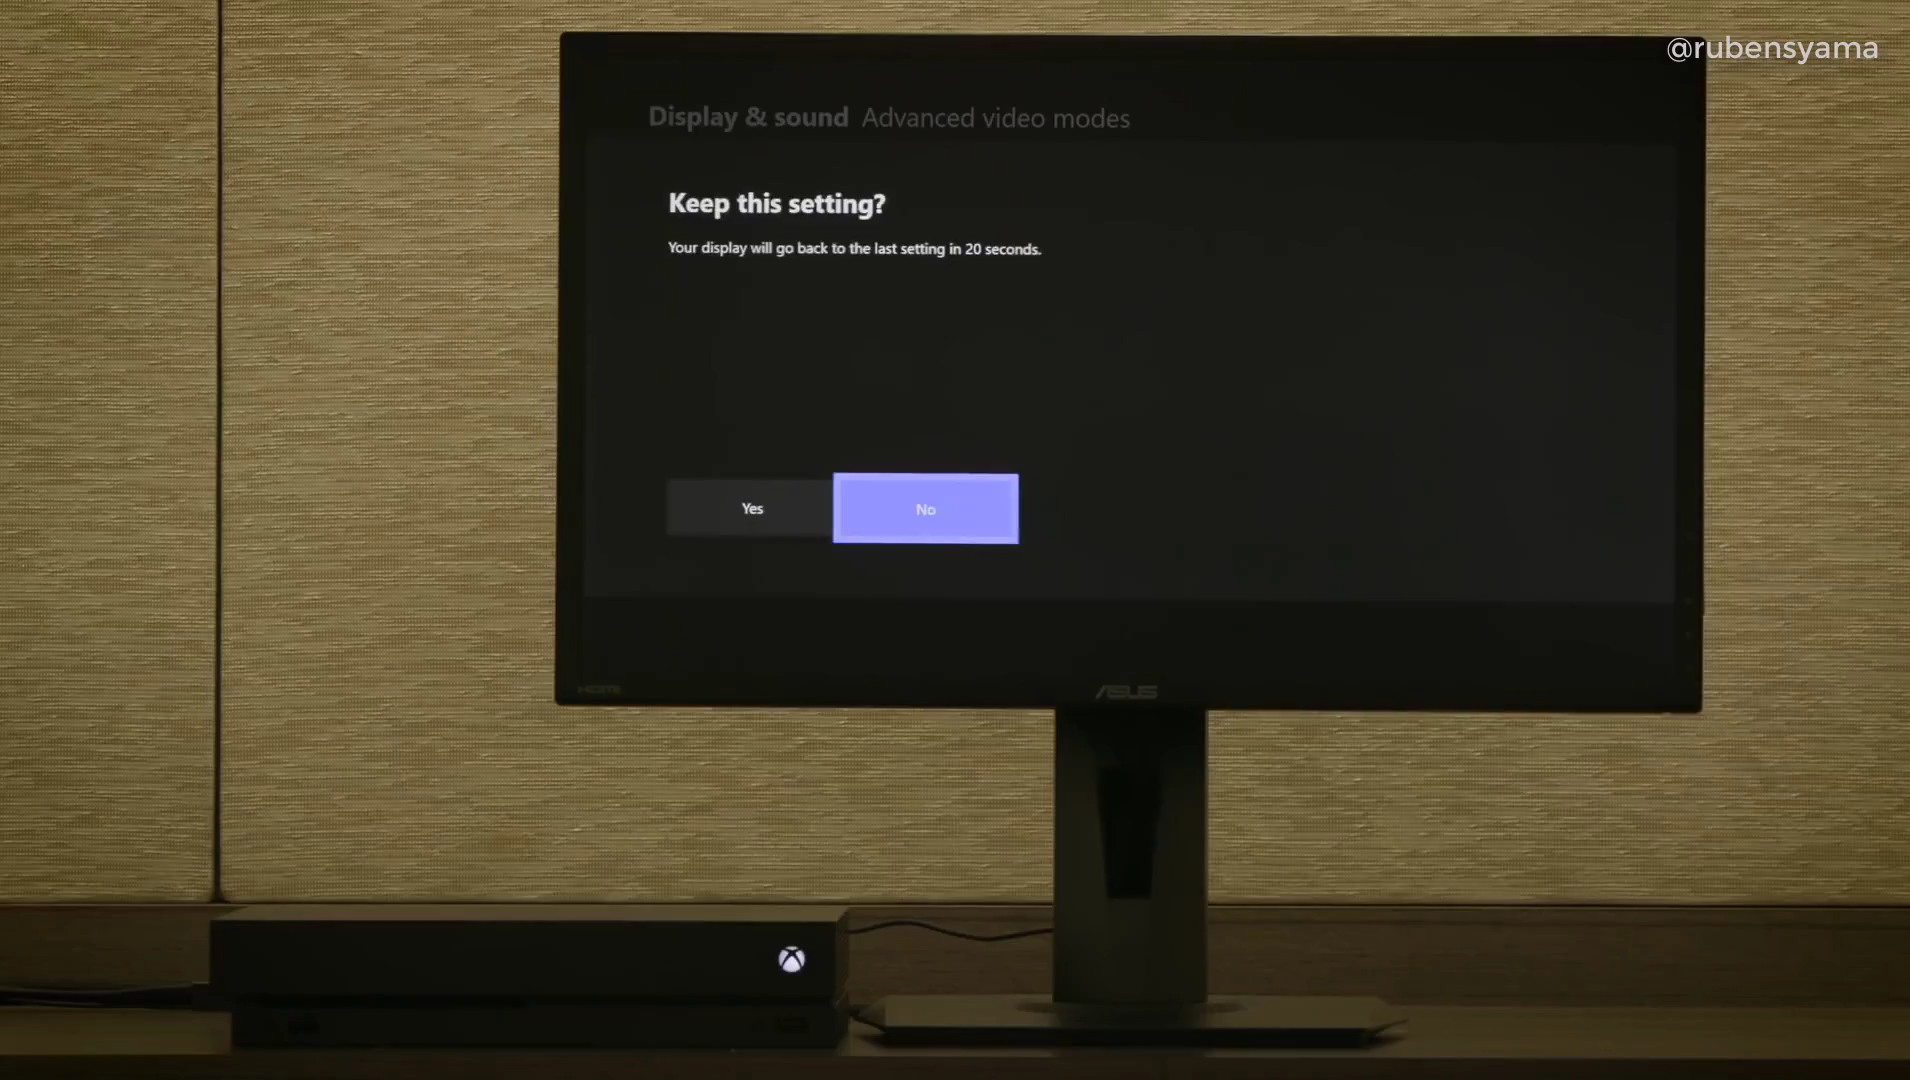 @rubensyama
Display & sound Advanced video modes
Keep this setting?
Your display will go back to the last setting in 20 seconds.
Yes
No
HDMI
ASUS